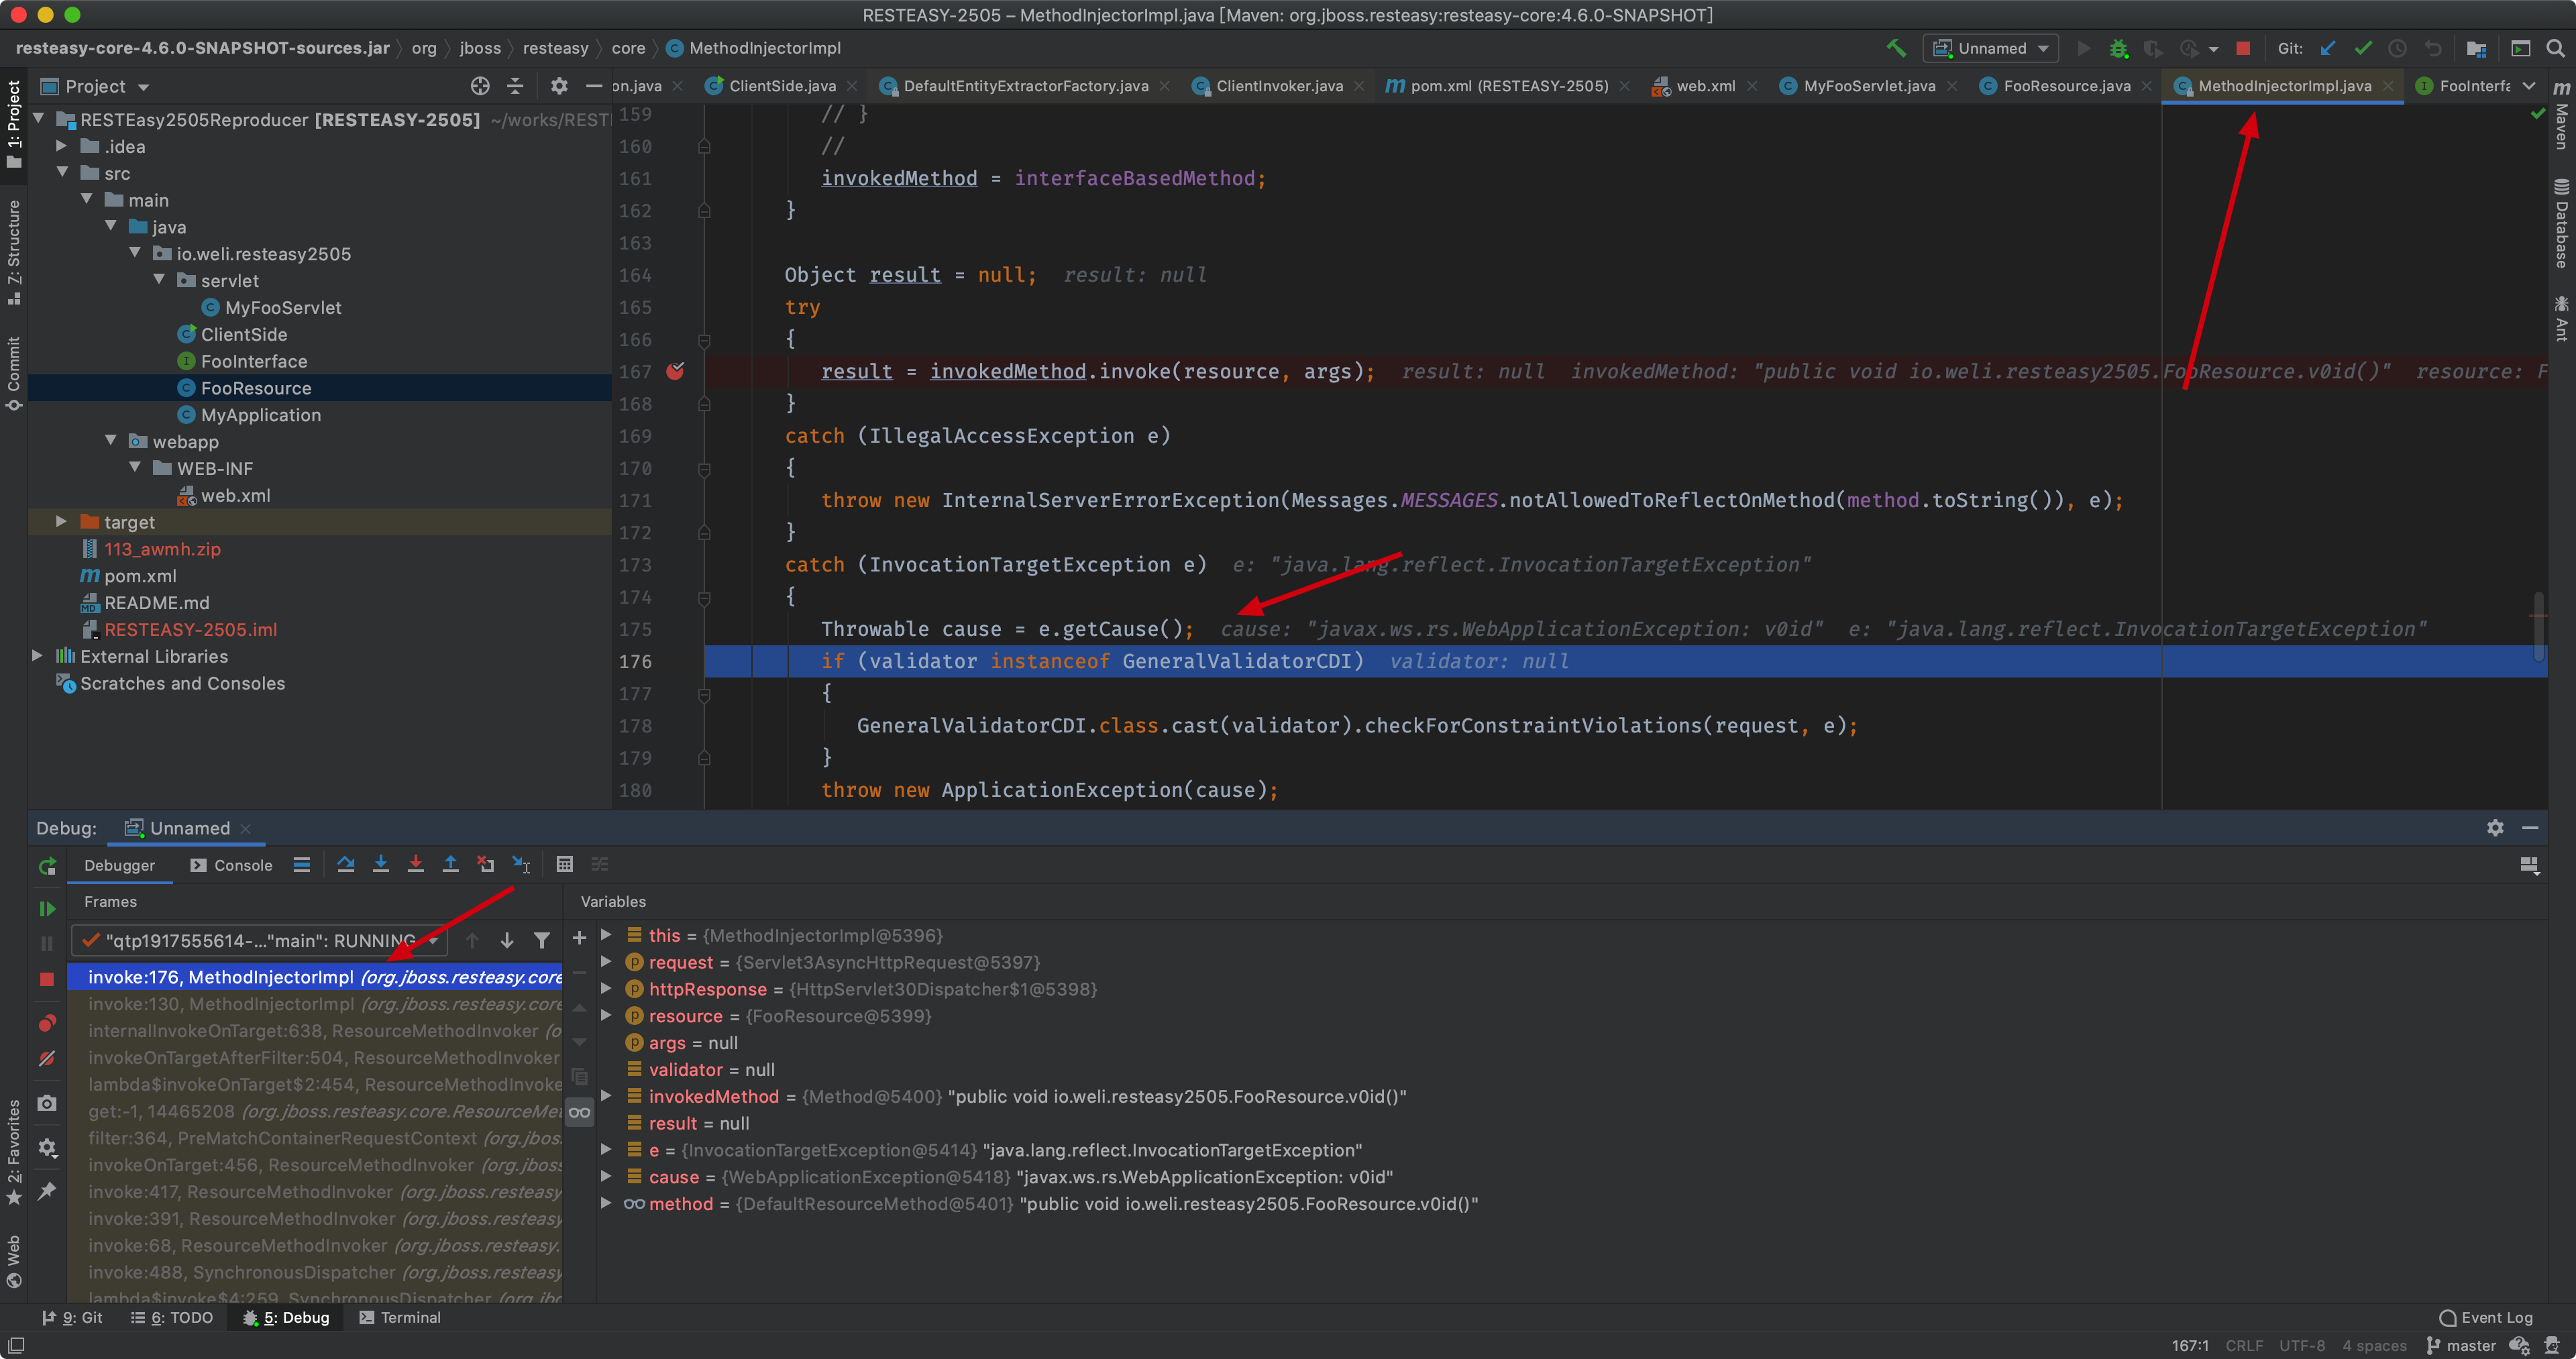 RESTEASY-2505 – MethodInjectorImpl.java [Maven: org.jboss.resteasy:resteasy-core:4.6.0-SNAPSHOT]
resteasy-core-4.6.0-SNAPSHOT-sources.jar org jboss resteasy core MethodInjectorImpl
Unnamed Git:
Project
on.java ClientSide.java DefaultEntityExtractorFactory.java ClientInvoker.java pom.xml (RESTEASY-2505) web.xml MyFooServlet.java FooResource.java MethodInjectorImpl.java FooInterfa
1: Project
Z: Structure
Commit
2: Favorites
Web
Maven
Database
Ant
RESTEasy2505Reproducer [RESTEASY-2505] ~/works/REST
.idea
src
main
java
io.weli.resteasy2505
servlet
MyFooServlet
ClientSide
FooInterface
FooResource
MyApplication
webapp
WEB-INF
web.xml
target
113_awmh.zip
pom.xml
README.md
RESTEASY-2505.iml
External Libraries
Scratches and Consoles
159 // }
160 //
161 invokedMethod = interfaceBasedMethod;
162 }
163
164 Object result = null; result: null
165 try
166 {
167 result = invokedMethod.invoke(resource, args); result: null invokedMethod: "public void io.weli.resteasy2505.FooResource.v0id()" resource: F
168 }
169 catch (IllegalAccessException e)
170 {
171 throw new InternalServerErrorException(Messages.MESSAGES.notAllowedToReflectOnMethod(method.toString()), e);
172 }
173 catch (InvocationTargetException e) e: "java.lang.reflect.InvocationTargetException"
174 {
175 Throwable cause = e.getCause(); cause: "javax.ws.rs.WebApplicationException: v0id" e: "java.lang.reflect.InvocationTargetException"
176 if (validator instanceof GeneralValidatorCDI) validator: null
177 {
178 GeneralValidatorCDI.class.cast(validator).checkForConstraintViolations(request, e);
179 }
180 throw new ApplicationException(cause);
Debug: Unnamed
Debugger Console
Frames
"qtp1917555614-..."main": RUNNING
invoke:176, MethodInjectorImpl (org.jboss.resteasy.core
invoke:130, MethodInjectorImpl (org.jboss.resteasy.core
internalInvokeOnTarget:638, ResourceMethodInvoker (o
invokeOnTargetAfterFilter:504, ResourceMethodInvoker
lambda$invokeOnTarget$2:454, ResourceMethodInvoke
get:-1, 14465208 (org.jboss.resteasy.core.ResourceMet
filter:364, PreMatchContainerRequestContext (org.jbos
invokeOnTarget:456, ResourceMethodInvoker (org.jbos
invoke:417, ResourceMethodInvoker (org.jboss.resteasy
invoke:391, ResourceMethodInvoker (org.jboss.resteasy
invoke:68, ResourceMethodInvoker (org.jboss.resteasy.
invoke:488, SynchronousDispatcher (org.jboss.resteasy
lambda$invoke$4:259, SynchronousDispatcher (org.jbo
Variables
this = {MethodInjectorImpl@5396}
request = {Servlet3AsyncHttpRequest@5397}
httpResponse = {HttpServlet30Dispatcher$1@5398}
resource = {FooResource@5399}
args = null
validator = null
invokedMethod = {Method@5400} "public void io.weli.resteasy2505.FooResource.v0id()"
result = null
e = {InvocationTargetException@5414} "java.lang.reflect.InvocationTargetException"
cause = {WebApplicationException@5418} "javax.ws.rs.WebApplicationException: v0id"
method = {DefaultResourceMethod@5401} "public void io.weli.resteasy2505.FooResource.v0id()"
9: Git 6: TODO 5: Debug Terminal Event Log
167:1 CRLF UTF-8 4 spaces master